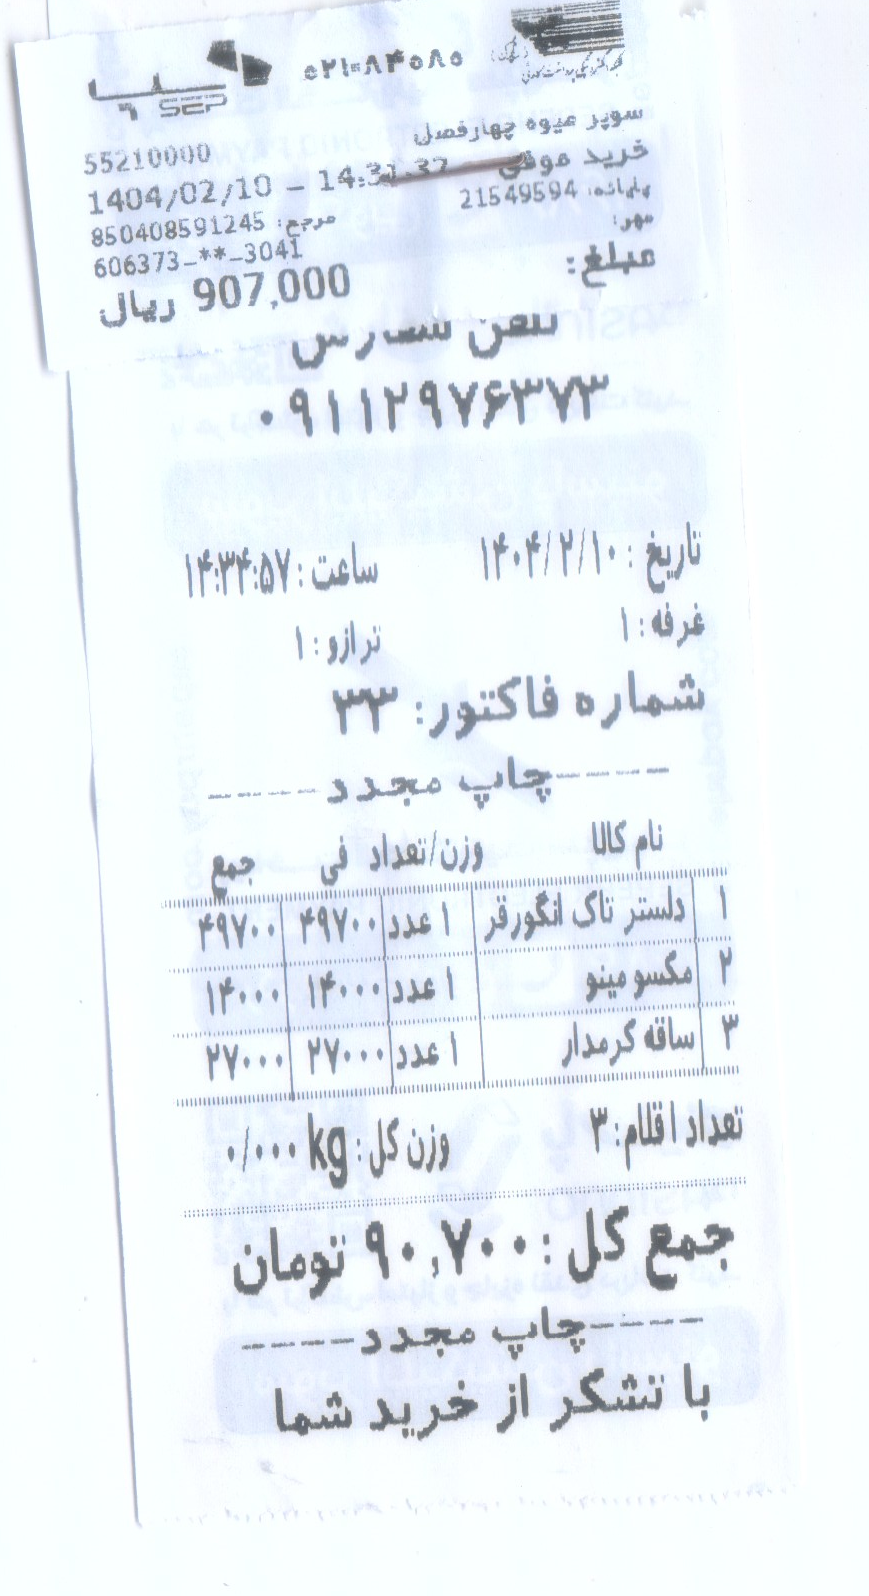 ۰۲۱-۸۴۰۸۰
SEP
سوپر میوه چهارفصل
55210000
خرید موفق
1404/02/10 - 14:31:37
پایانه: 21549594
مرجع: 850408591245
مهر:
606373-**-3041
مبلغ:
907,000 ریال
تلفن سفارش
۰۹۱۱۲۹۷۶۳۷۳
تاریخ : ۱۴۰۴/۲/۱۰ ساعت : ۱۴:۳۴:۵۷
غرفه : ۱ ترازو : ۱
شماره فاکتور: ۳۳
-----چاپ مجدد-----
نام کالا وزن/تعداد فی جمع
۱ دلستر تاک انگورقر ۱ عدد ۴۹۷۰۰ ۴۹۷۰۰
۲ مکسو مینو ۱ عدد ۱۴۰۰۰ ۱۴۰۰۰
۳ ساقه کرمدار ۱ عدد ۲۷۰۰۰ ۲۷۰۰۰
تعداد اقلام: ۳ وزن کل: ۰/۰۰۰ kg
جمع کل : ۹۰,۷۰۰ تومان
-----چاپ مجدد-----
با تشکر از خرید شما